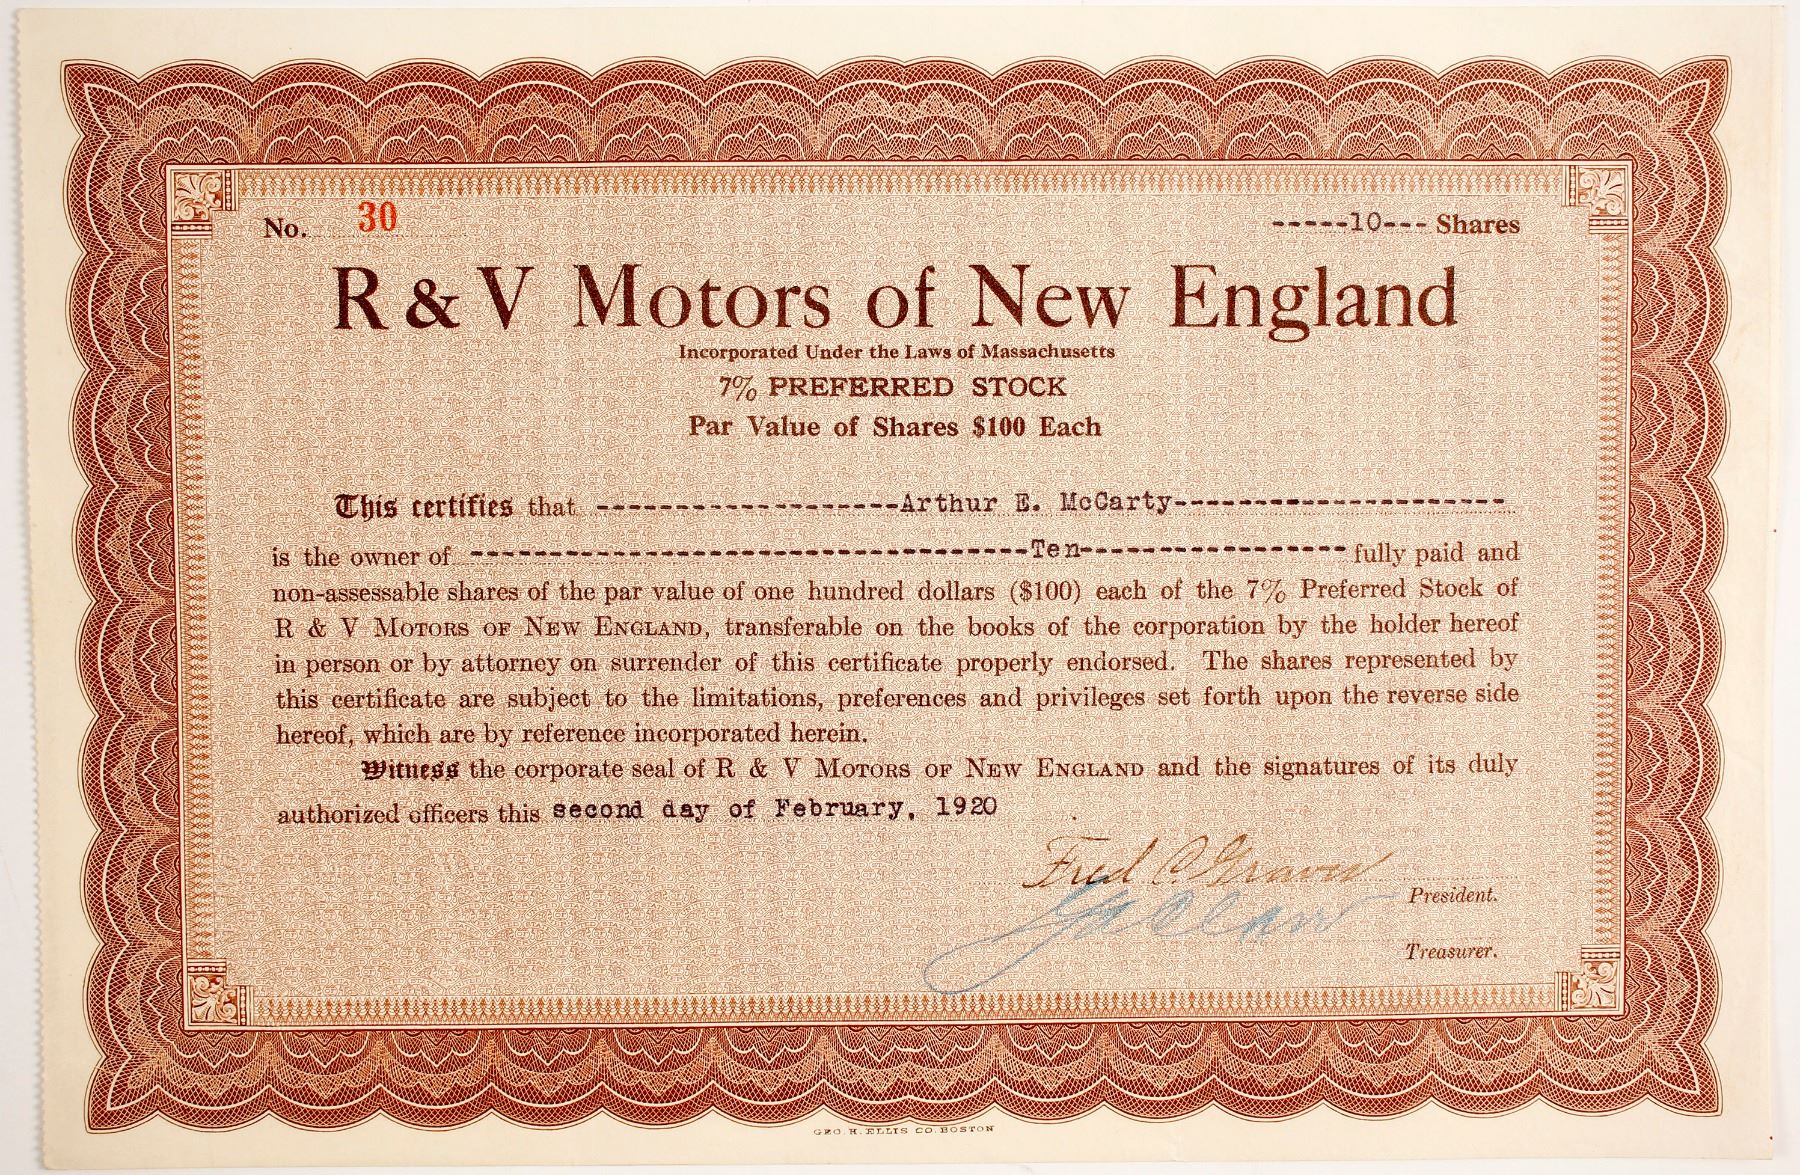 No. 30 -----10--- Shares
R & V Motors of New England
Incorporated Under the Laws of Massachusetts
7% PREFERRED STOCK
Par Value of Shares $100 Each
This certifies that -------------------Arthur E. McCarty---------------------
is the owner of -----------------------------------Ten----------------- fully paid and
non-assessable shares of the par value of one hundred dollars ($100) each of the 7% Preferred Stock of
R & V MOTORS OF NEW ENGLAND, transferable on the books of the corporation by the holder hereof
in person or by attorney on surrender of this certificate properly endorsed. The shares represented by
this certificate are subject to the limitations, preferences and privileges set forth upon the reverse side
hereof, which are by reference incorporated herein.
Witness the corporate seal of R & V MOTORS OF NEW ENGLAND and the signatures of its duly
authorized officers this second day of February, 1920
Fred C.
President.
Treasurer.
GEO. H. ELLIS CO. BOSTON